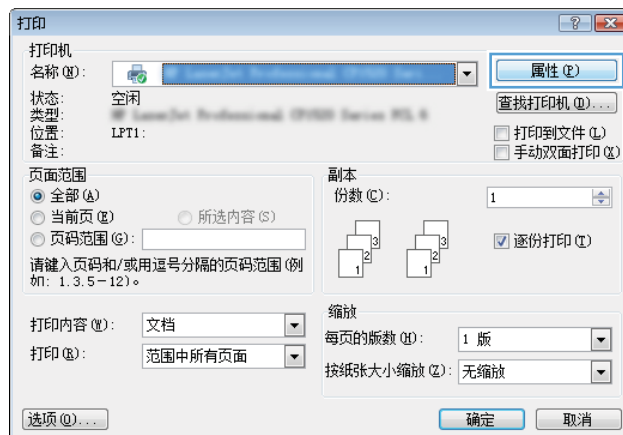 打印
打印机
名称(N):
属性(P)
状态: 空闲
类型:
查找打印机(D)...
位置: LPT1:
备注:
打印到文件(L)
手动双面打印(X)
页面范围
全部(A)
当前页(E) 所选内容(S)
页码范围(G):
请键入页码和/或用逗号分隔的页码范围(例
如: 1.3.5-12)。
副本
份数(C): 1
3 3
2 2
1 1
逐份打印(T)
打印内容(W): 文档
打印(R): 范围中所有页面
缩放
每页的版数(H): 1 版
按纸张大小缩放(Z): 无缩放
选项(O)...
确定 取消